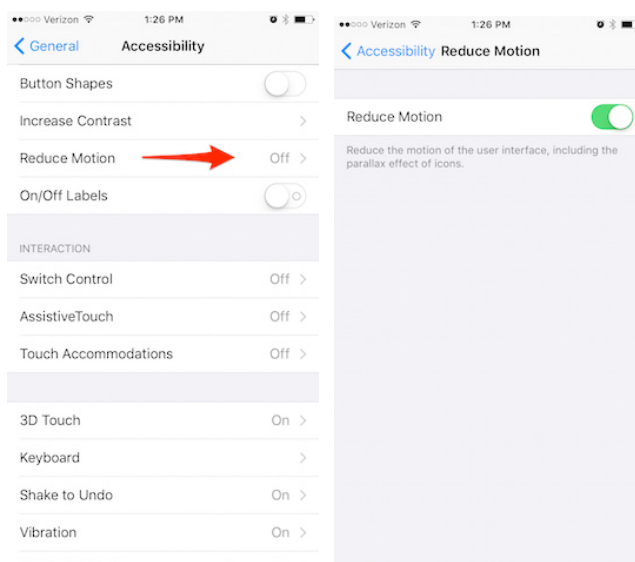 Verizon 1:26 PM
General Accessibility
Button Shapes
Increase Contrast
Reduce Motion Off
On/Off Labels
INTERACTION
Switch Control Off
AssistiveTouch Off
Touch Accommodations Off
3D Touch On
Keyboard
Shake to Undo On
Vibration On
Verizon 1:26 PM
Accessibility Reduce Motion
Reduce Motion
Reduce the motion of the user interface, including the
parallax effect of icons.